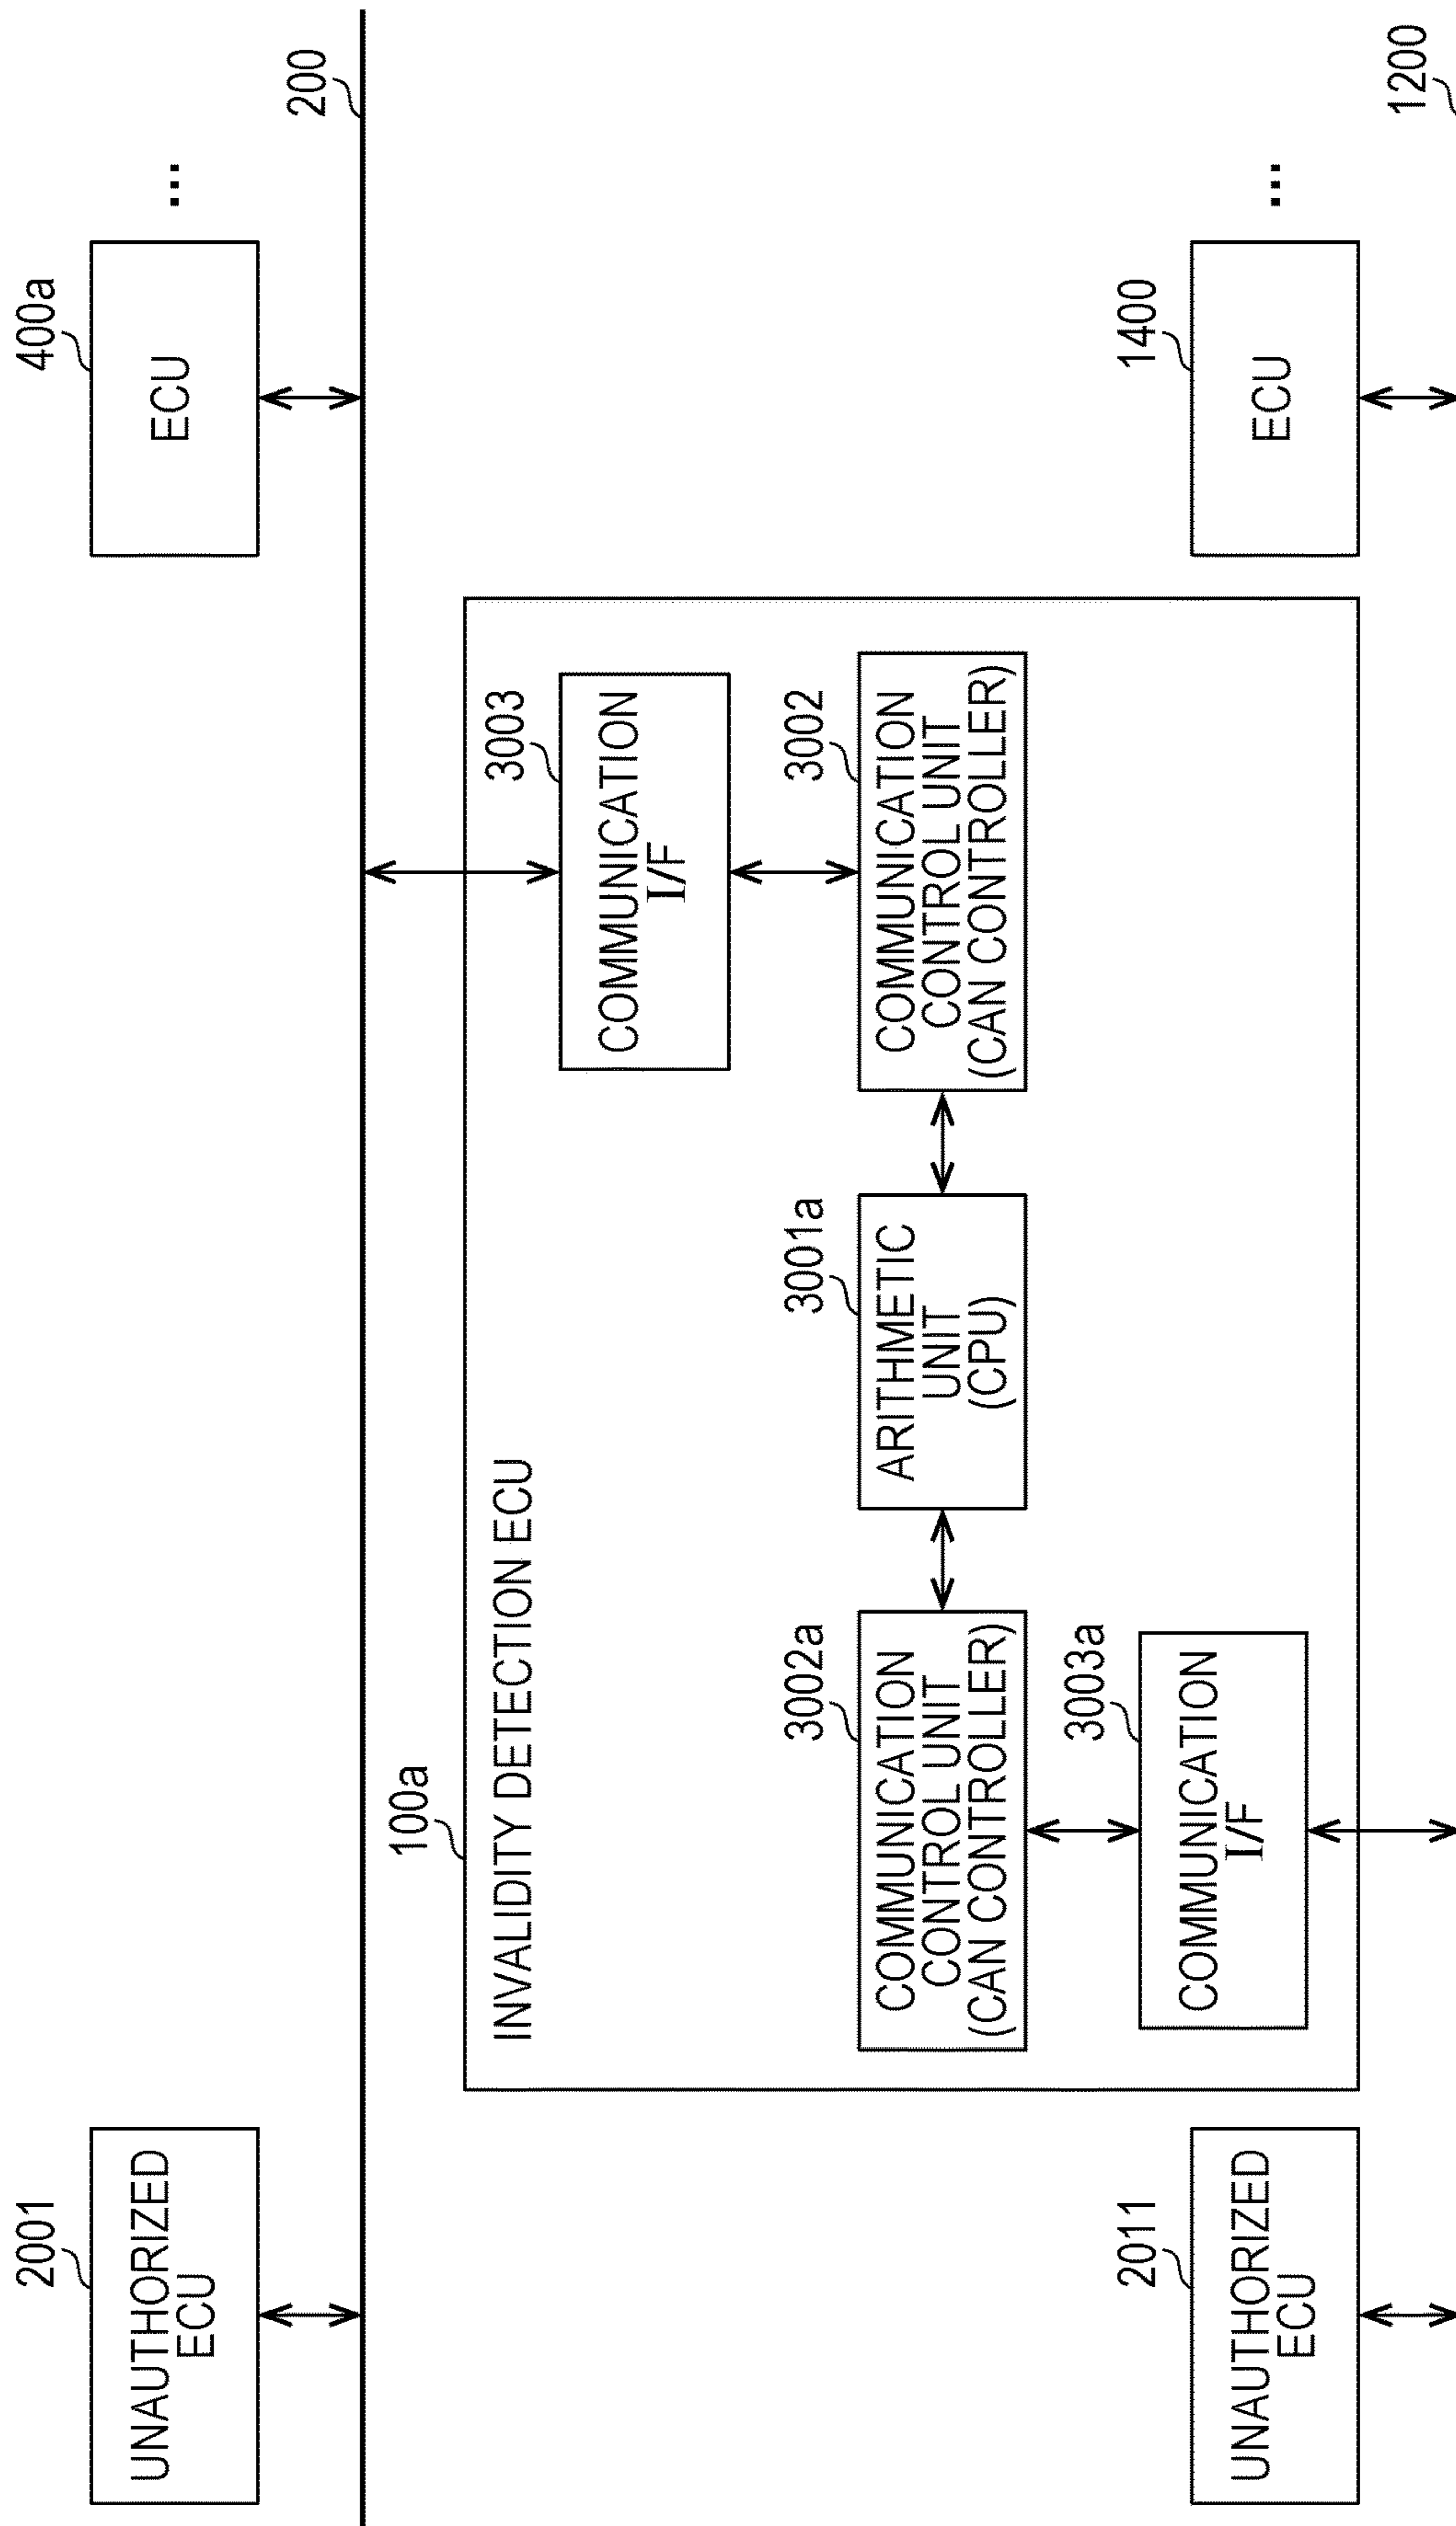 2001
UNAUTHORIZED
ECU
400a
ECU
...
200
100a
INVALIDITY DETECTION ECU
3003
COMMUNICATION
I/F
3002a
COMMUNICATION
CONTROL UNIT
(CAN CONTROLLER)
3001a
ARITHMETIC
UNIT
(CPU)
3002
COMMUNICATION
CONTROL UNIT
(CAN CONTROLLER)
3003a
COMMUNICATION
I/F
2011
UNAUTHORIZED
ECU
1400
ECU
...
1200